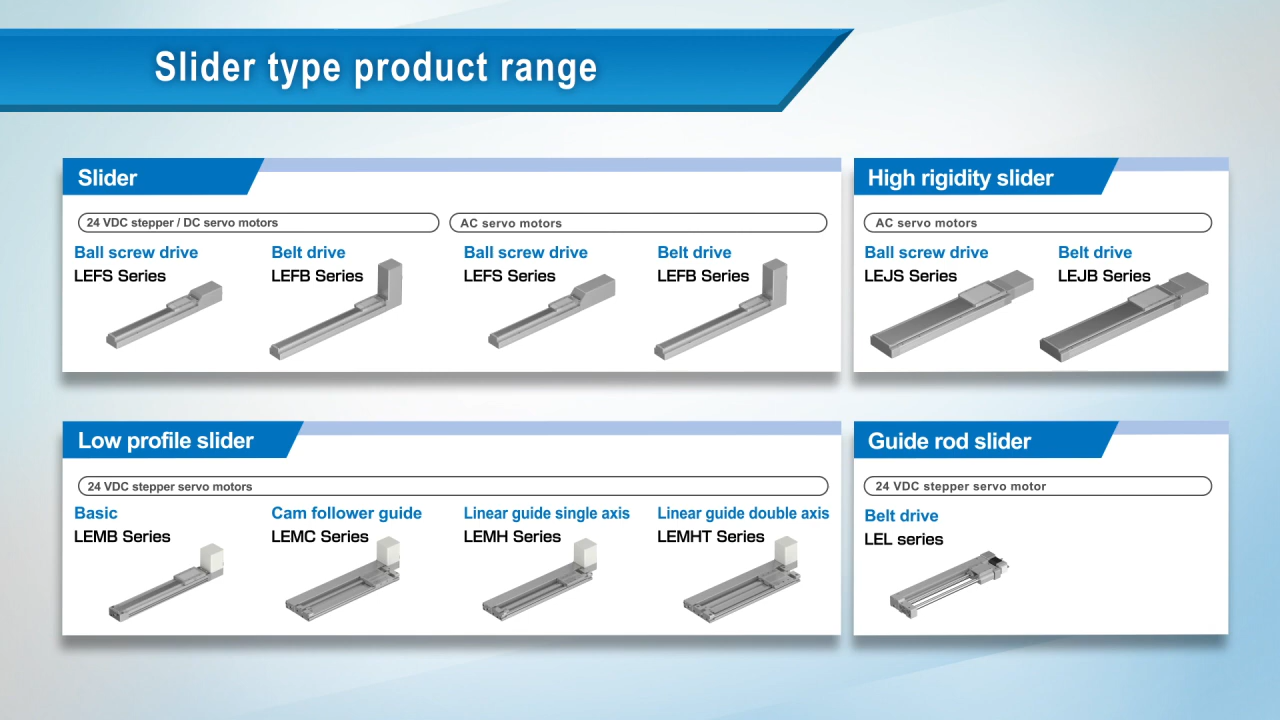 Slider type product range
Slider
24 VDC stepper / DC servo motors
AC servo motors
Ball screw drive
LEFS Series
Belt drive
LEFB Series
Ball screw drive
LEFS Series
Belt drive
LEFB Series
High rigidity slider
AC servo motors
Ball screw drive
LEJS Series
Belt drive
LEJB Series
Low profile slider
24 VDC stepper servo motors
Basic
LEMB Series
Cam follower guide
LEMC Series
Linear guide single axis
LEMH Series
Linear guide double axis
LEMHT Series
Guide rod slider
24 VDC stepper servo motor
Belt drive
LEL series